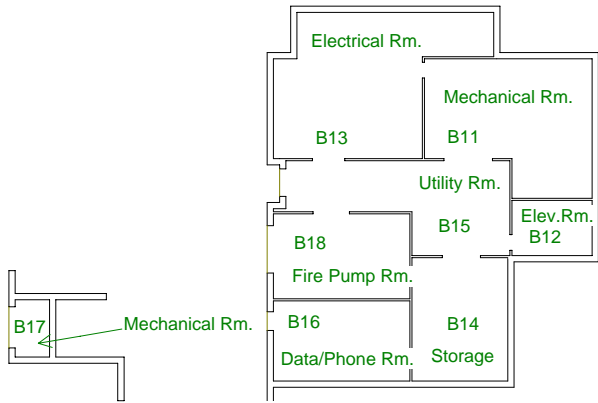 Electrical Rm.
Mechanical Rm.
B13
B11
Utility Rm.
Elev.Rm.
B15
B12
B18
Fire Pump Rm.
B17
Mechanical Rm.
B16
B14
Data/Phone Rm.
Storage